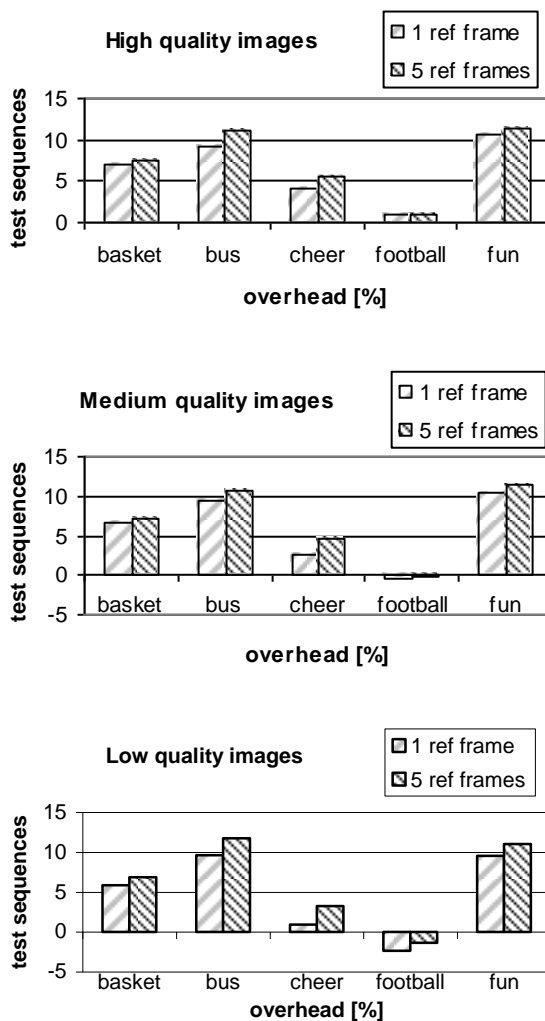 High quality images
1 ref frame
5 ref frames
15
10
5
0
test sequences
basket bus cheer football fun
overhead [%]
Medium quality images
1 ref frame
5 ref frames
15
10
5
0
-5
test sequences
basket bus cheer football fun
overhead [%]
Low quality images
1 ref frame
5 ref frames
15
10
5
0
-5
test sequences
basket bus cheer football fun
overhead [%]